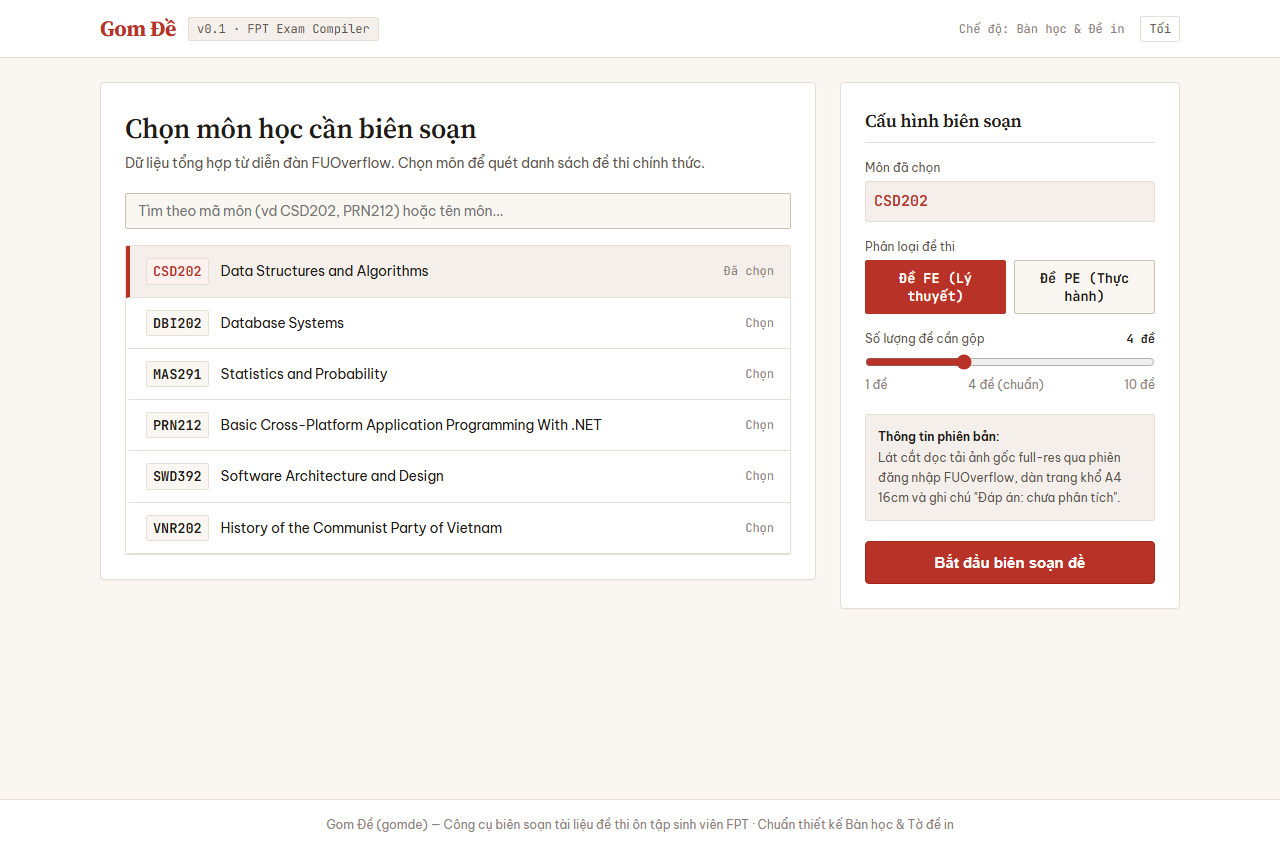 Gom Đề
v0.1 · FPT Exam Compiler
Chế độ: Bàn học & Đề in
Tối
Chọn môn học cần biên soạn
Dữ liệu tổng hợp từ diễn đàn FUOverflow. Chọn môn để quét danh sách đề thi chính thức.
Tìm theo mã môn (vd CSD202, PRN212) hoặc tên môn...
CSD202 Data Structures and Algorithms Đã chọn
DBI202 Database Systems Chọn
MAS291 Statistics and Probability Chọn
PRN212 Basic Cross-Platform Application Programming With .NET Chọn
SWD392 Software Architecture and Design Chọn
VNR202 History of the Communist Party of Vietnam Chọn
Cấu hình biên soạn
Môn đã chọn
CSD202
Phân loại đề thi
Đề FE (Lý
thuyết)
Đề PE (Thực
hành)
Số lượng đề cần gộp 4 đề
1 đề 4 đề (chuẩn) 10 đề
Thông tin phiên bản:
Lát cắt dọc tải ảnh gốc full-res qua phiên
đăng nhập FUOverflow, dàn trang khổ A4
16cm và ghi chú "Đáp án: chưa phân tích".
Bắt đầu biên soạn đề
Gom Đề (gomde) — Công cụ biên soạn tài liệu đề thi ôn tập sinh viên FPT · Chuẩn thiết kế Bàn học & Tờ đề in